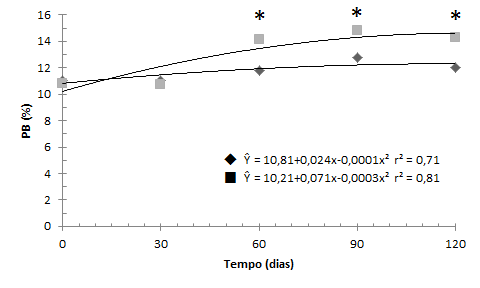 16
14
12
10
8
6
4
2
0
PB (%)
* * *
Ŷ = 10,81+0,024x-0,0001x² r² = 0,71
Ŷ = 10,21+0,071x-0,0003x² r² = 0,81
0 30 60 90 120
Tempo (dias)